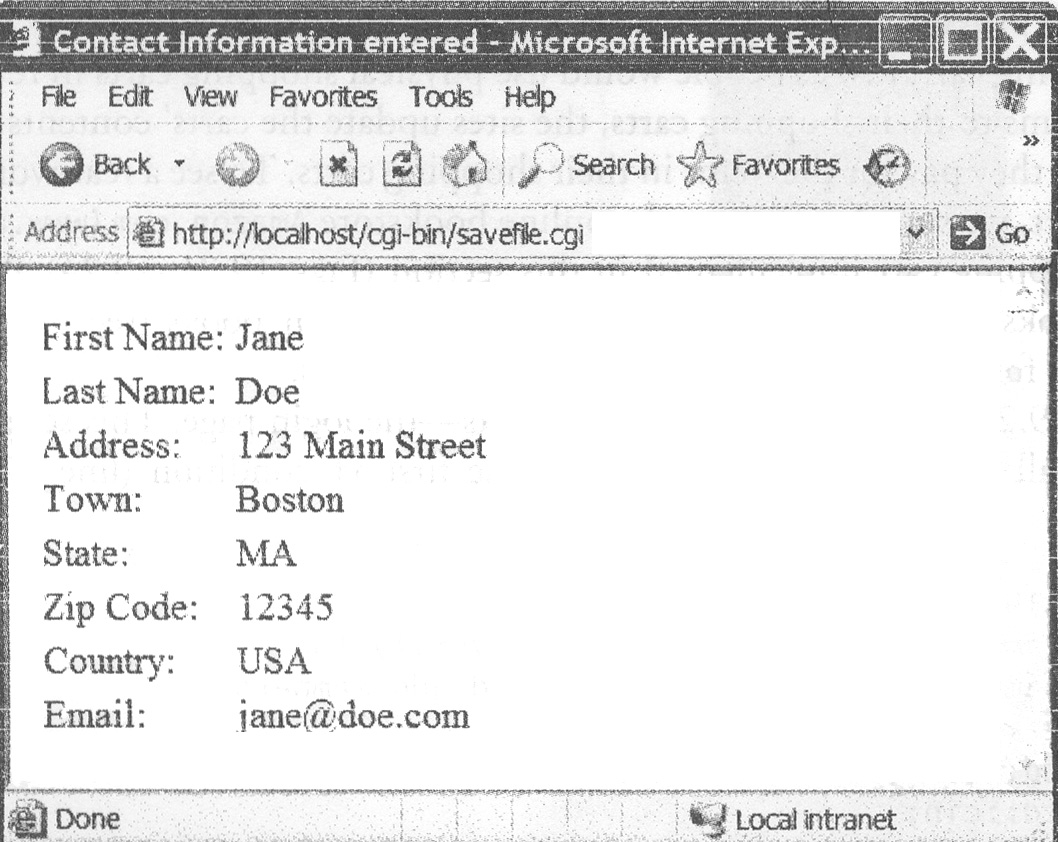 Contact Information entered - Microsoft Internet Exp...
File Edit View Favorites Tools Help
Back Search Favorites »
Address http://localhost/cgi-bin/savefile.cgi Go
First Name: Jane
Last Name: Doe
Address: 123 Main Street
Town: Boston
State: MA
Zip Code: 12345
Country: USA
Email: jane@doe.com
Done Local intranet